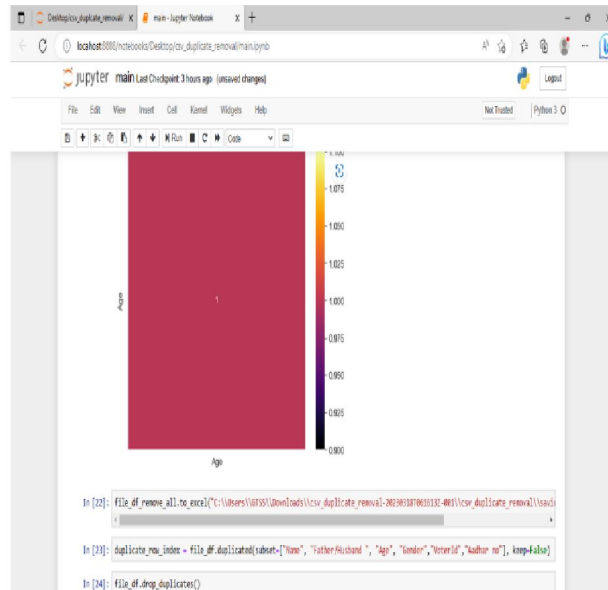 Desktop/csv_duplicate_removal/
main - Jupyter Notebook
localhost:8888/notebooks/Desktop/csv_duplicate_removal/main.ipynb
jupyter main Last Checkpoint: 3 hours ago (unsaved changes)
Logout
File Edit View Insert Cell Kernel Widgets Help
Not Trusted
Python 3
Run
Code
1.100
1.075
1.050
1.025
1.000
0.975
0.950
0.925
0.900
Age
1
Age
In [22]: file_df_remove_all.to_excel("C:\\Users\\GTSS\\Downloads\\csv_duplicate_removal-20230318T061613Z-001\\csv_duplicate_removal\\savi
In [23]: duplicate_row_index = file_df.duplicated(subset=["Name", "Father/Husband ", "Age", "Gender","VoterId","Aadhar no"], keep=False)
In [24]: file_df.drop_duplicates()